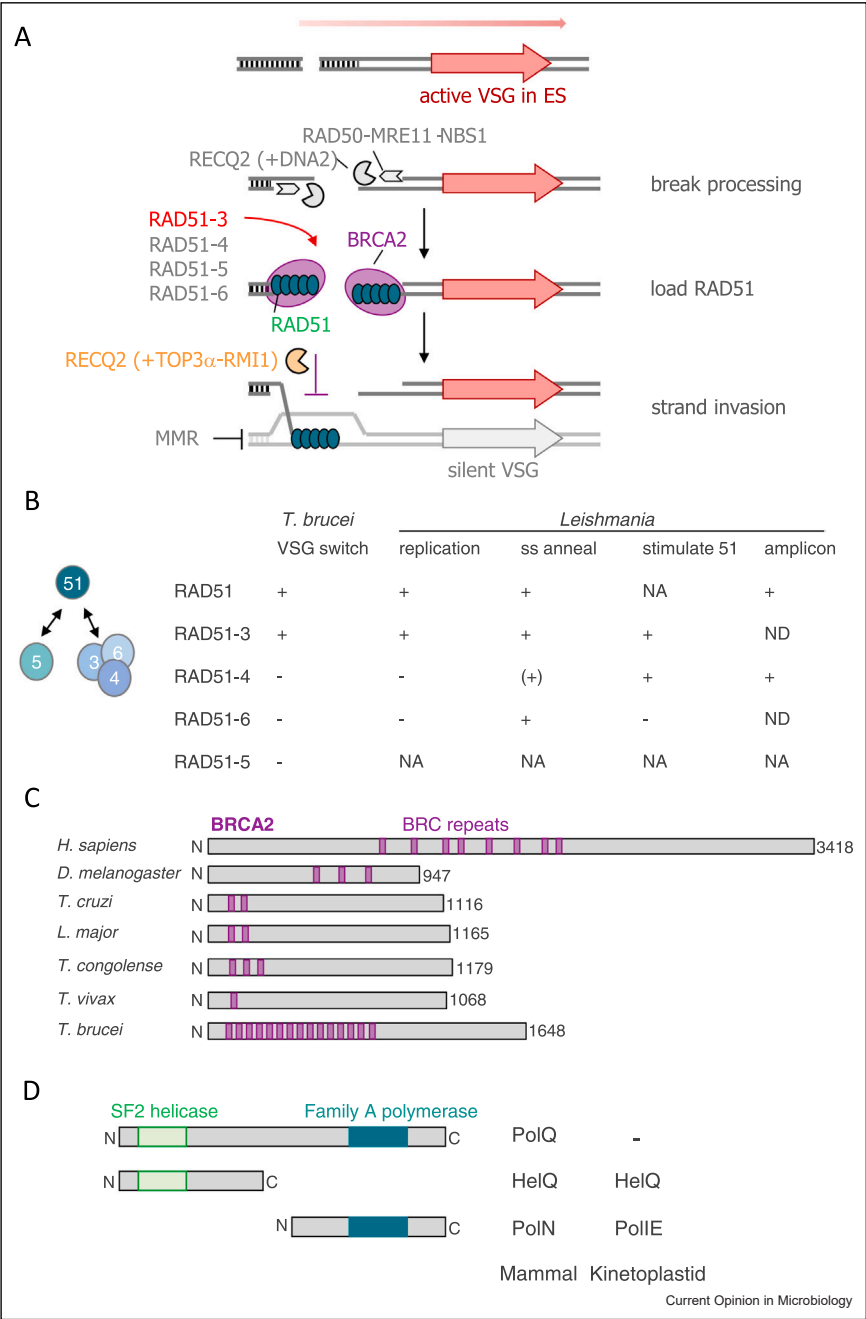 A
active VSG in ES
RAD50-MRE11-NBS1
RECQ2 (+DNA2)
break processing
RAD51-3
RAD51-4
RAD51-5
RAD51-6
BRCA2
load RAD51
RAD51
RECQ2 (+TOP3α-RMI1)
strand invasion
MMR
silent VSG
B
T. brucei Leishmania
VSG switch replication ss anneal stimulate 51 amplicon
51
5
3
6
4
RAD51 + + + NA +
RAD51-3 + + + + ND
RAD51-4 - - (+) + +
RAD51-6 - - + - ND
RAD51-5 - NA NA NA NA
C
BRCA2 BRC repeats
H. sapiens N 3418
D. melanogaster N 947
T. cruzi N 1116
L. major N 1165
T. congolense N 1179
T. vivax N 1068
T. brucei N 1648
D
SF2 helicase Family A polymerase
N C PolQ -
N C HelQ HelQ
N C PolN PolIE
Mammal Kinetoplastid
Current Opinion in Microbiology